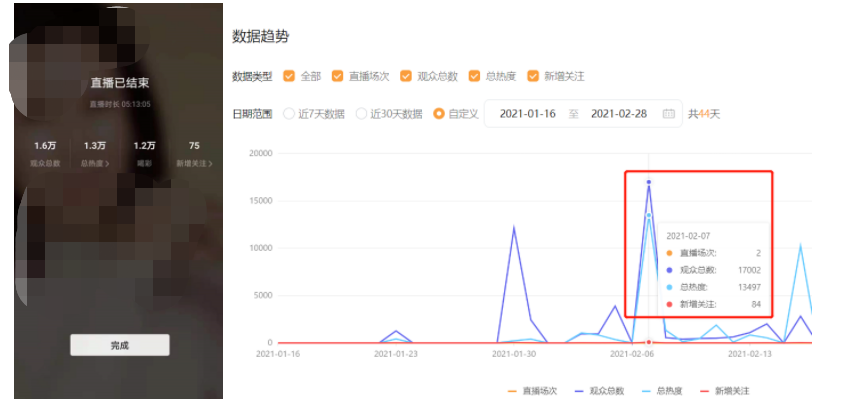 直播已结束
直播时长 05:13:05
1.6万 1.3万 1.2万 75
观众总数 总热度> 喝彩 新增关注>
完成
数据趋势
数据类型 全部 直播场次 观众总数 总热度 新增关注
日期范围 近7天数据 近30天数据 自定义 2021-01-16 至 2021-02-28 共44天
20000
15000
10000
5000
0
2021-02-07
直播场次: 2
观众总数: 17002
总热度: 13497
新增关注: 84
2021-01-16 2021-01-23 2021-01-30 2021-02-06 2021-02-13
直播场次 观众总数 总热度 新增关注